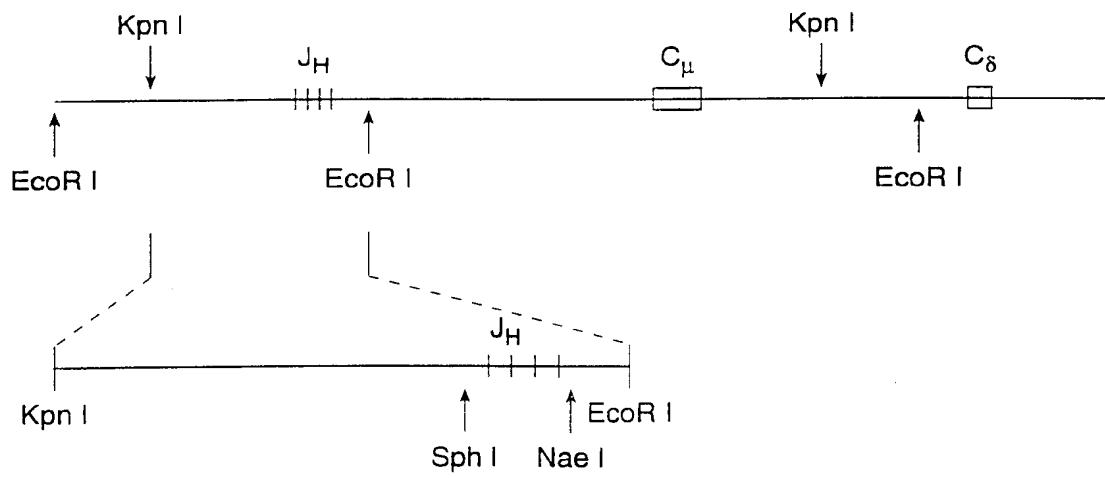 Kpn I
Kpn I
J_H
C_μ
C_δ
EcoR I
EcoR I
EcoR I
J_H
Kpn I
EcoR I
Sph I
Nae I